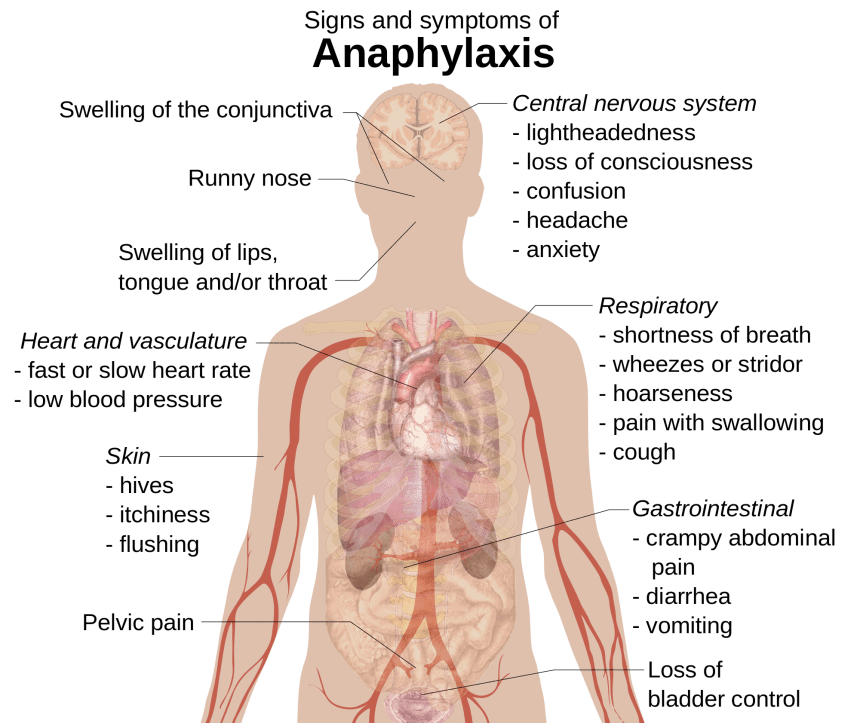 Signs and symptoms of
Anaphylaxis
Swelling of the conjunctiva
Runny nose
Swelling of lips,
tongue and/or throat
Heart and vasculature
- fast or slow heart rate
- low blood pressure
Skin
- hives
- itchiness
- flushing
Pelvic pain
Central nervous system
- lightheadedness
- loss of consciousness
- confusion
- headache
- anxiety
Respiratory
- shortness of breath
- wheezes or stridor
- hoarseness
- pain with swallowing
- cough
Gastrointestinal
- crampy abdominal
pain
- diarrhea
- vomiting
Loss of
bladder control